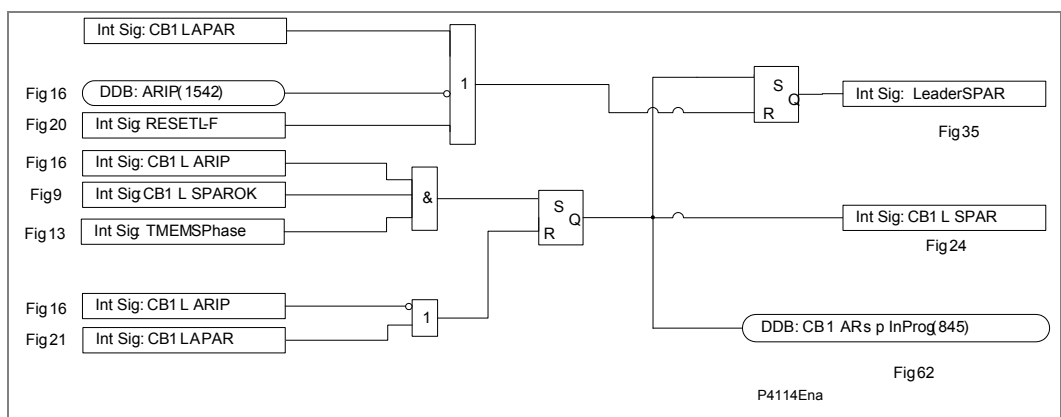 Int Sig: CB1 LAPAR
Fig 16 DDB: ARIP(1542)
Fig 20 Int Sig: RESETL-F
1
S
R Q
Int Sig: LeaderSPAR
Fig 35
Fig 16 Int Sig: CB1 L ARIP
Fig 9 Int Sig: CB1 L SPAROK
Fig 13 Int Sig: TMEMSPhase
&
S
R Q
Int Sig: CB1 L SPAR
Fig 24
Fig 16 Int Sig: CB1 L ARIP
Fig 21 Int Sig: CB1 LAPAR
1
DDB: CB1 ARs p InProg(845)
Fig 62
P4114Ena